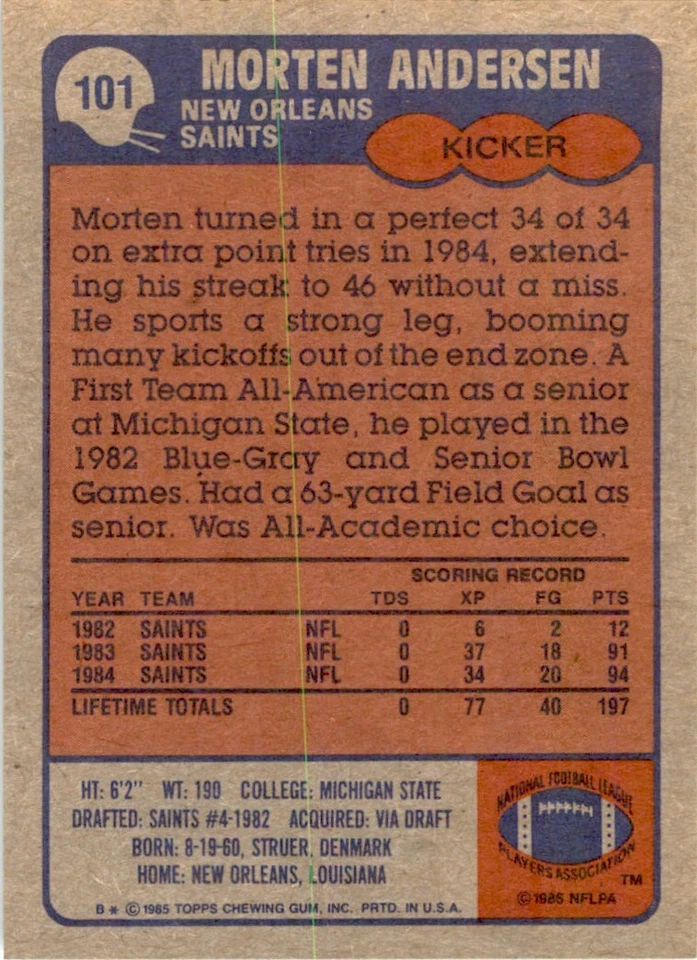 101
MORTEN ANDERSEN
NEW ORLEANS
SAINTS
KICKER
Morten turned in a perfect 34 of 34
on extra point tries in 1984, extend-
ing his streak to 46 without a miss.
He sports a strong leg, booming
many kickoffs out of the end zone. A
First Team All-American as a senior
at Michigan State, he played in the
1982 Blue-Gray and Senior Bowl
Games. Had a 63-yard Field Goal as
senior. Was All-Academic choice.
SCORING RECORD
YEAR TEAM TDS XP FG PTS
1982 SAINTS NFL 0 6 2 12
1983 SAINTS NFL 0 37 18 91
1984 SAINTS NFL 0 34 20 94
LIFETIME TOTALS 0 77 40 197
HT: 6'2" WT: 190 COLLEGE: MICHIGAN STATE
DRAFTED: SAINTS #4-1982 ACQUIRED: VIA DRAFT
BORN: 8-19-60, STRUER, DENMARK
HOME: NEW ORLEANS, LOUISIANA
B* © 1985 TOPPS CHEWING GUM, INC. PRTD. IN U.S.A.
NATIONAL FOOTBALL LEAGUE
PLAYERS ASSOCIATION
TM
© 1985 NFLPA